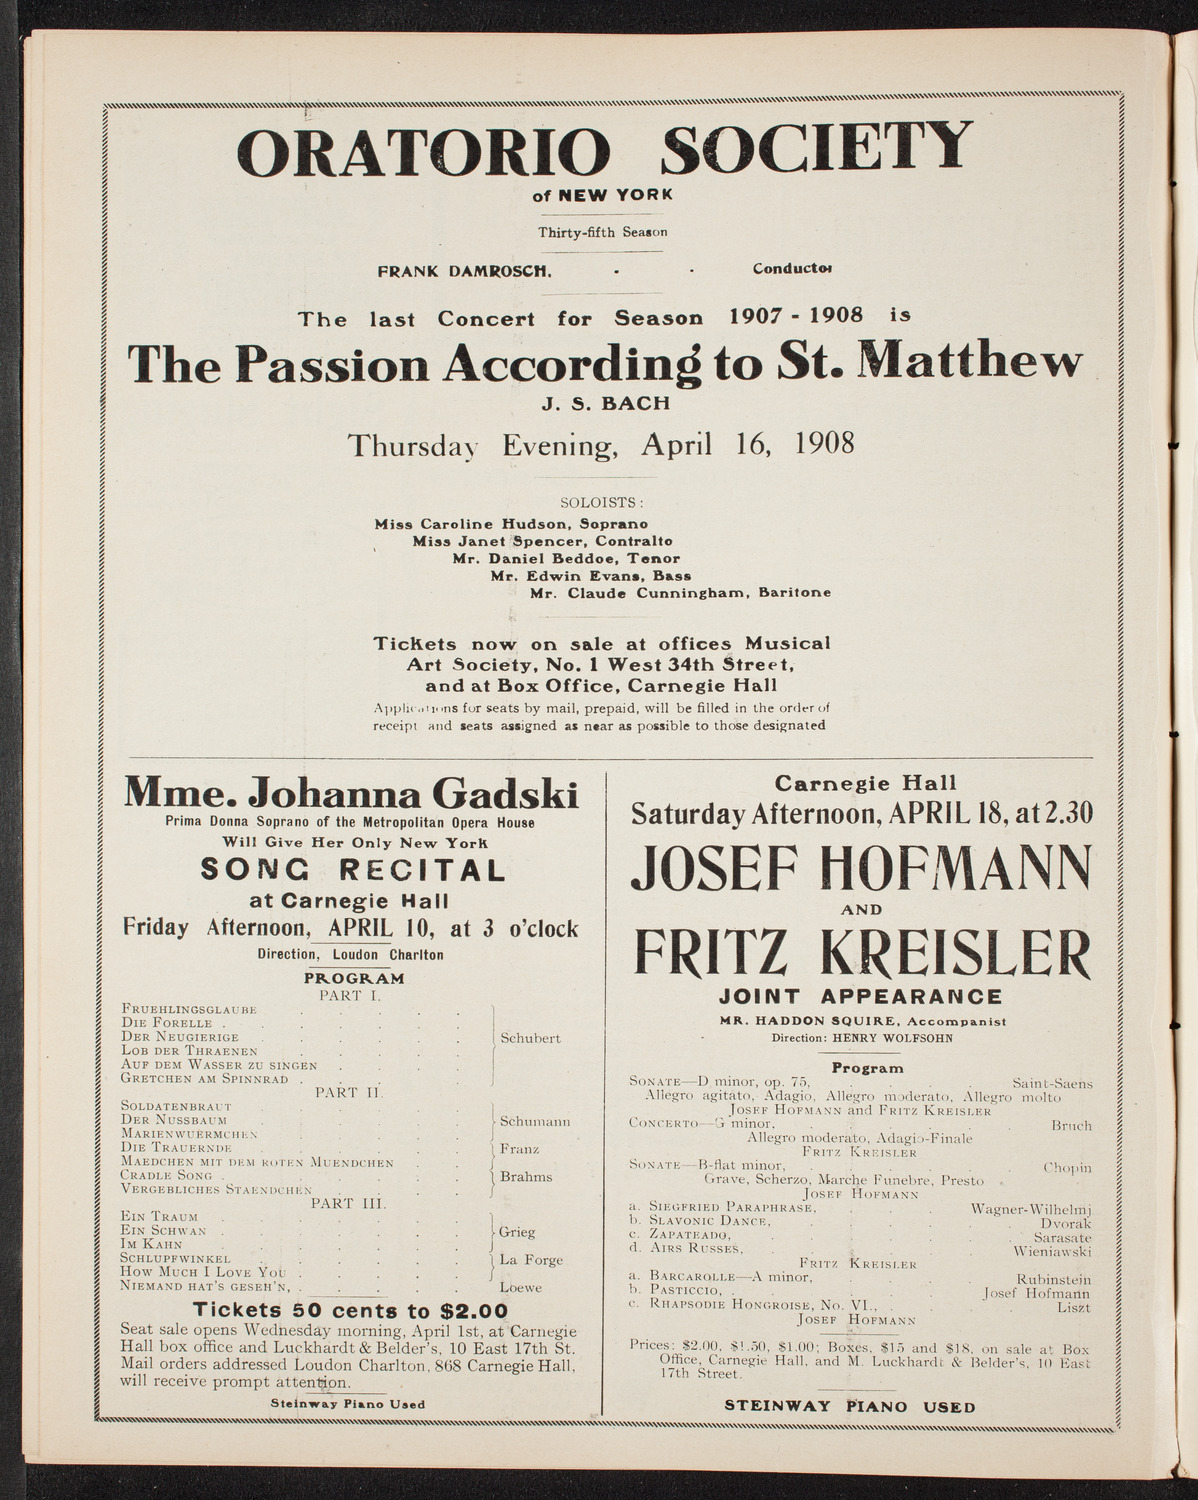 ORATORIO SOCIETY
of NEW YORK
Thirty-fifth Season
FRANK DAMROSCH, - - Conductor
The last Concert for Season 1907 - 1908 is
The Passion According to St. Matthew
J. S. BACH
Thursday Evening, April 16, 1908
SOLOISTS:
Miss Caroline Hudson, Soprano
Miss Janet Spencer, Contralto
Mr. Daniel Beddoe, Tenor
Mr. Edwin Evans, Bass
Mr. Claude Cunningham, Baritone
Tickets now on sale at offices Musical
Art Society, No. 1 West 34th Street,
and at Box Office, Carnegie Hall
Applications for seats by mail, prepaid, will be filled in the order of
receipt and seats assigned as near as possible to those designated
Mme. Johanna Gadski
Prima Donna Soprano of the Metropolitan Opera House
Will Give Her Only New York
SONG RECITAL
at Carnegie Hall
Friday Afternoon, APRIL 10, at 3 o'clock
Direction, Loudon Charlton
PROGRAM
PART I.
FRUEHLINGSGLAUBE
DIE FORELLE
DER NEUGIERIGE
LOB DER THRAENEN
AUF DEM WASSER ZU SINGEN
GRETCHEN AM SPINNRAD
Schubert
PART II.
SOLDATENBRAUT
DER NUSSBAUM
MARIENWUERMCHEN
Schumann
DIE TRAUERNDE
MAEDCHEN MIT DEM ROTEN MUENDCHEN
Franz
CRADLE SONG
VERGEBLICHES STAENDCHEN
Brahms
PART III.
EIN TRAUM
EIN SCHWAN
IM KAHN
Grieg
SCHLUPFWINKEL
HOW MUCH I LOVE YOU
La Forge
NIEMAND HAT'S GESEH'N, Loewe
Tickets 50 cents to $2.00
Seat sale opens Wednesday morning, April 1st, at Carnegie
Hall box office and Luckhardt & Belder's, 10 East 17th St.
Mail orders addressed Loudon Charlton, 868 Carnegie Hall,
will receive prompt attention.
Steinway Piano Used
Carnegie Hall
Saturday Afternoon, APRIL 18, at 2.30
JOSEF HOFMANN
AND
FRITZ KREISLER
JOINT APPEARANCE
MR. HADDON SQUIRE, Accompanist
Direction: HENRY WOLFSOHN
Program
SONATE—D minor, op. 75, Saint-Saens
Allegro agitato, Adagio, Allegro moderato, Allegro molto
JOSEF HOFMANN and FRITZ KREISLER
CONCERTO—G minor, Bruch
Allegro moderato, Adagio-Finale
FRITZ KREISLER
SONATE—B-flat minor, Chopin
Grave, Scherzo, Marche Funebre, Presto
JOSEF HOFMANN
a. SIEGFRIED PARAPHRASE, Wagner-Wilhelmj
b. SLAVONIC DANCE, Dvorak
c. ZAPATEADO, Sarasate
d. AIRS RUSSES, Wieniawski
FRITZ KREISLER
a. BARCAROLLE—A minor, Rubinstein
b. PASTICCIO, Josef Hofmann
c. RHAPSODIE HONGROISE, NO. VI., Liszt
JOSEF HOFMANN
Prices: $2.00, $1.50, $1.00; Boxes, $15 and $18, on sale at Box
Office, Carnegie Hall, and M. Luckhardt & Belder's, 10 East
17th Street.
STEINWAY PIANO USED